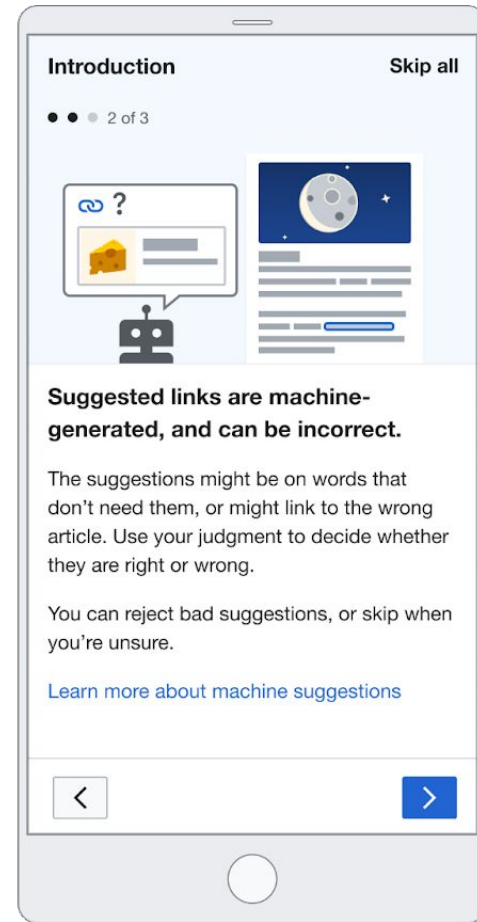 Introduction
Skip all
2 of 3
?
Suggested links are machine-
generated, and can be incorrect.
The suggestions might be on words that
don’t need them, or might link to the wrong
article. Use your judgment to decide whether
they are right or wrong.
You can reject bad suggestions, or skip when
you’re unsure.
Learn more about machine suggestions